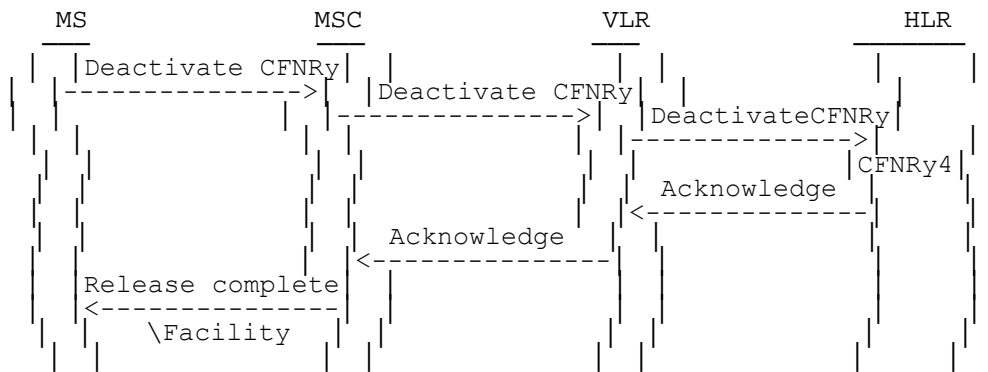 MS MSC VLR HLR
Deactivate CFNRy
Deactivate CFNRy
DeactivateCFNRy
CFNRy4
Acknowledge
Acknowledge
Release complete
\Facility